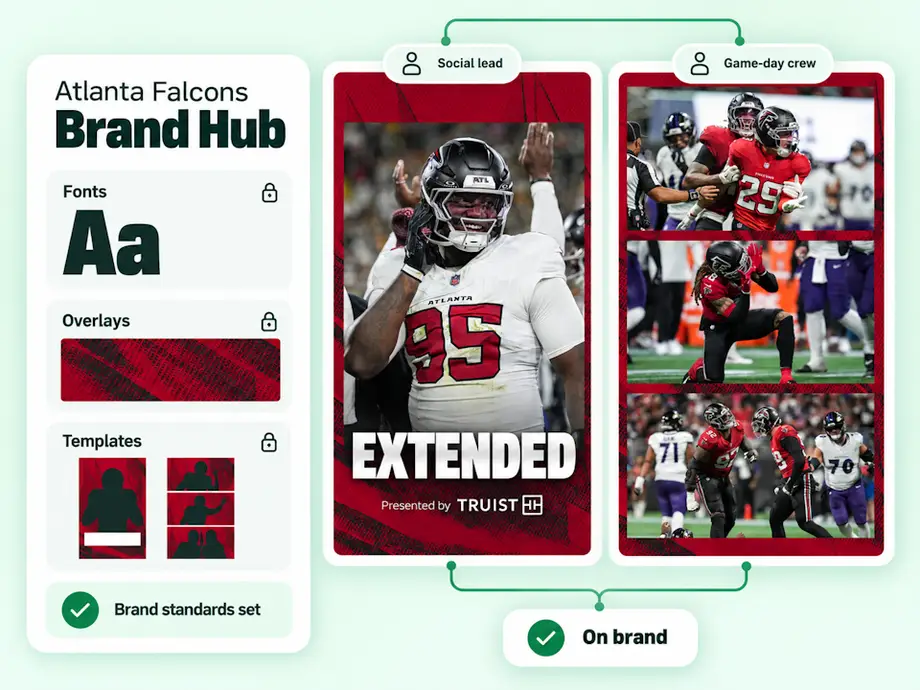 Atlanta Falcons
Brand Hub
Fonts
Aa
Overlays
Templates
Brand standards set
Social lead
ATL
ATLANTA
95
EXTENDED
Presented by TRUIST
Game-day crew
29
71
70
On brand